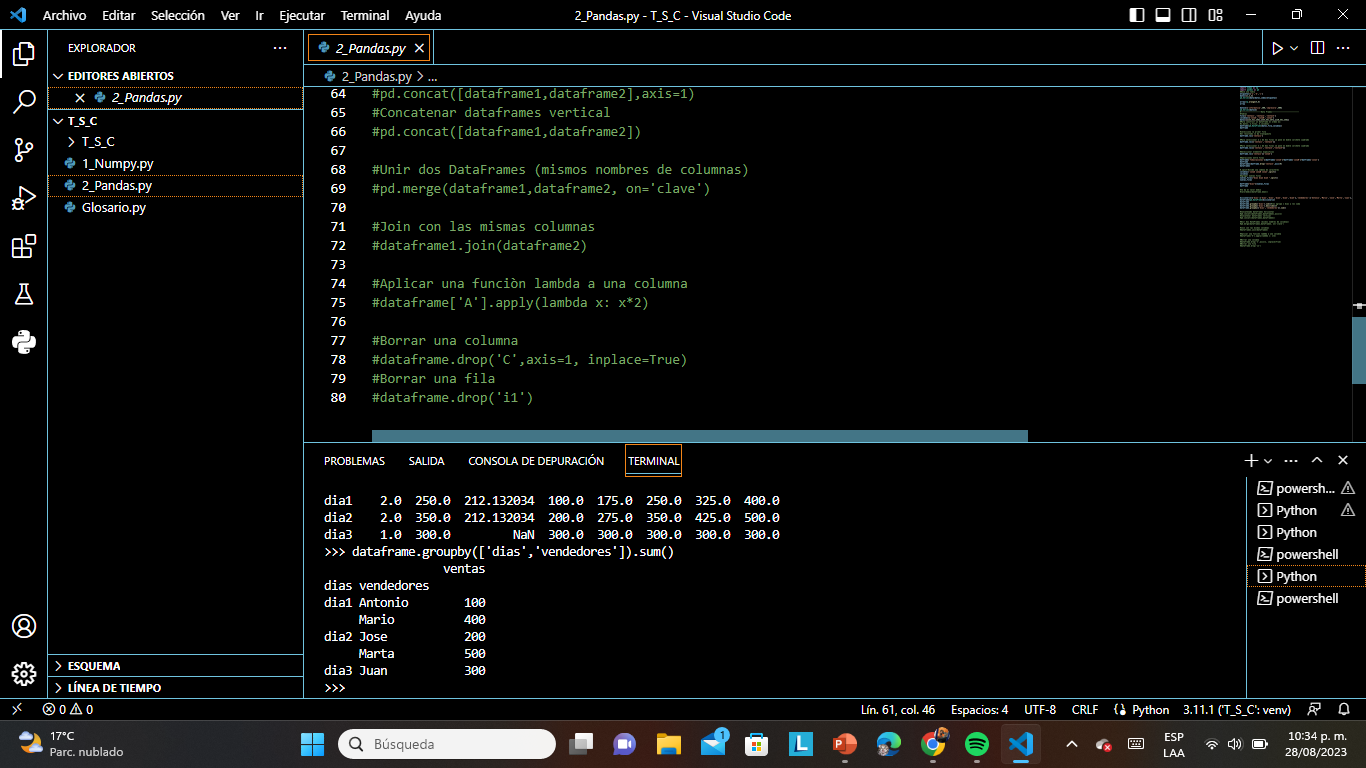 Archivo Editar Selección Ver Ir Ejecutar Terminal Ayuda
2_Pandas.py - T_S_C - Visual Studio Code
EXPLORADOR
EDITORES ABIERTOS
2_Pandas.py
T_S_C
T_S_C
1_Numpy.py
2_Pandas.py
Glosario.py
ESQUEMA
LÍNEA DE TIEMPO
2_Pandas.py
2_Pandas.py > ...
64 #pd.concat([dataframe1,dataframe2],axis=1)
65 #Concatenar dataframes vertical
66 #pd.concat([dataframe1,dataframe2])
67
68 #Unir dos DataFrames (mismos nombres de columnas)
69 #pd.merge(dataframe1,dataframe2, on='clave')
70
71 #Join con las mismas columnas
72 #dataframe1.join(dataframe2)
73
74 #Aplicar una funciòn lambda a una columna
75 #dataframe['A'].apply(lambda x: x*2)
76
77 #Borrar una columna
78 #dataframe.drop('C',axis=1, inplace=True)
79 #Borrar una fila
80 #dataframe.drop('i1')
PROBLEMAS SALIDA CONSOLA DE DEPURACIÓN TERMINAL
dia1 2.0 250.0 212.132034 100.0 175.0 250.0 325.0 400.0
dia2 2.0 350.0 212.132034 200.0 275.0 350.0 425.0 500.0
dia3 1.0 300.0 NaN 300.0 300.0 300.0 300.0 300.0
>>> dataframe.groupby(['dias','vendedores']).sum()
ventas
dias vendedores
dia1 Antonio 100
Mario 400
dia2 Jose 200
Marta 500
dia3 Juan 300
>>>
powersh...
Python
Python
powershell
Python
powershell
0 0
Lín. 61, col. 46 Espacios: 4 UTF-8 CRLF Python 3.11.1 ('T_S_C': venv)
17°C
Parc. nublado
Búsqueda
1
L
ESP
LAA
10:34 p. m.
28/08/2023